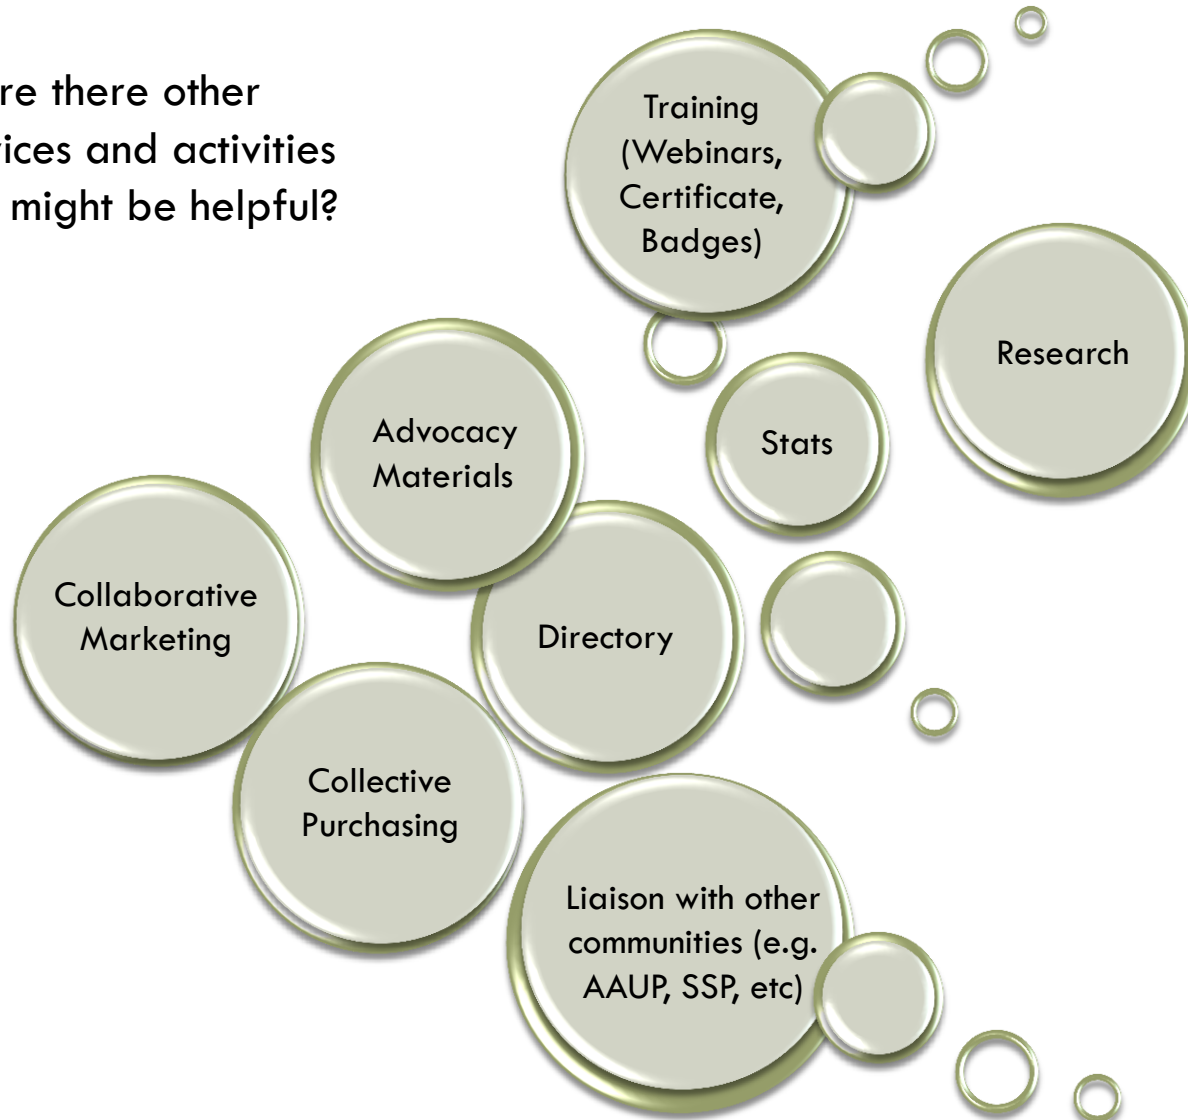 re there other
vices and activities
might be helpful?
Training
(Webinars,
Certificate,
Badges)
Research
Advocacy
Materials
Stats
Collaborative
Marketing
Directory
Collective
Purchasing
Liaison with other
communities (e.g.
AAUP, SSP, etc)